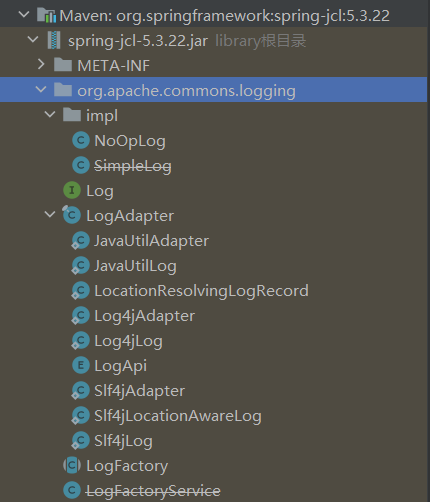 Maven: org.springframework:spring-jcl:5.3.22
spring-jcl-5.3.22.jar library根目录
META-INF
org.apache.commons.logging
impl
NoOpLog
SimpleLog
Log
LogAdapter
JavaUtilAdapter
JavaUtilLog
LocationResolvingLogRecord
Log4jAdapter
Log4jLog
LogApi
Slf4jAdapter
Slf4jLocationAwareLog
Slf4jLog
LogFactory
LogFactoryService